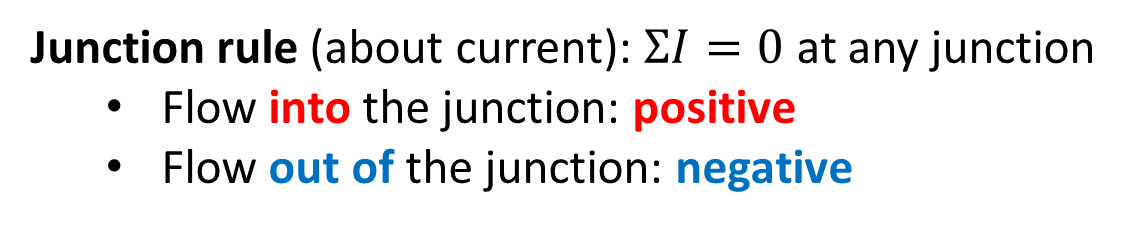 Junction rule (about current): Σ𝐼 = 0 at any junction
• Flow into the junction: positive
• Flow out of the junction: negative